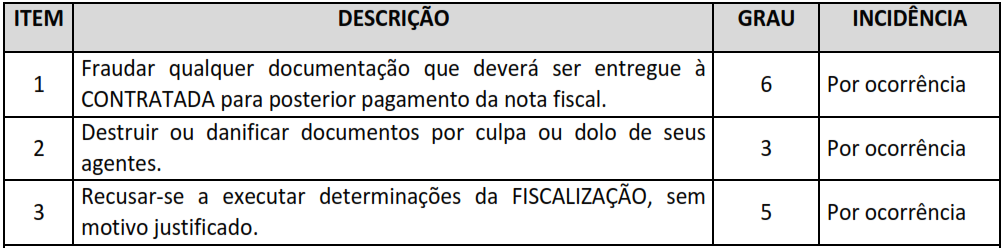 ITEM DESCRIÇÃO GRAU INCIDÊNCIA
1 Fraudar qualquer documentação que deverá ser entregue à CONTRATADA para posterior pagamento da nota fiscal. 6 Por ocorrência
2 Destruir ou danificar documentos por culpa ou dolo de seus agentes. 3 Por ocorrência
3 Recusar-se a executar determinações da FISCALIZAÇÃO, sem motivo justificado. 5 Por ocorrência